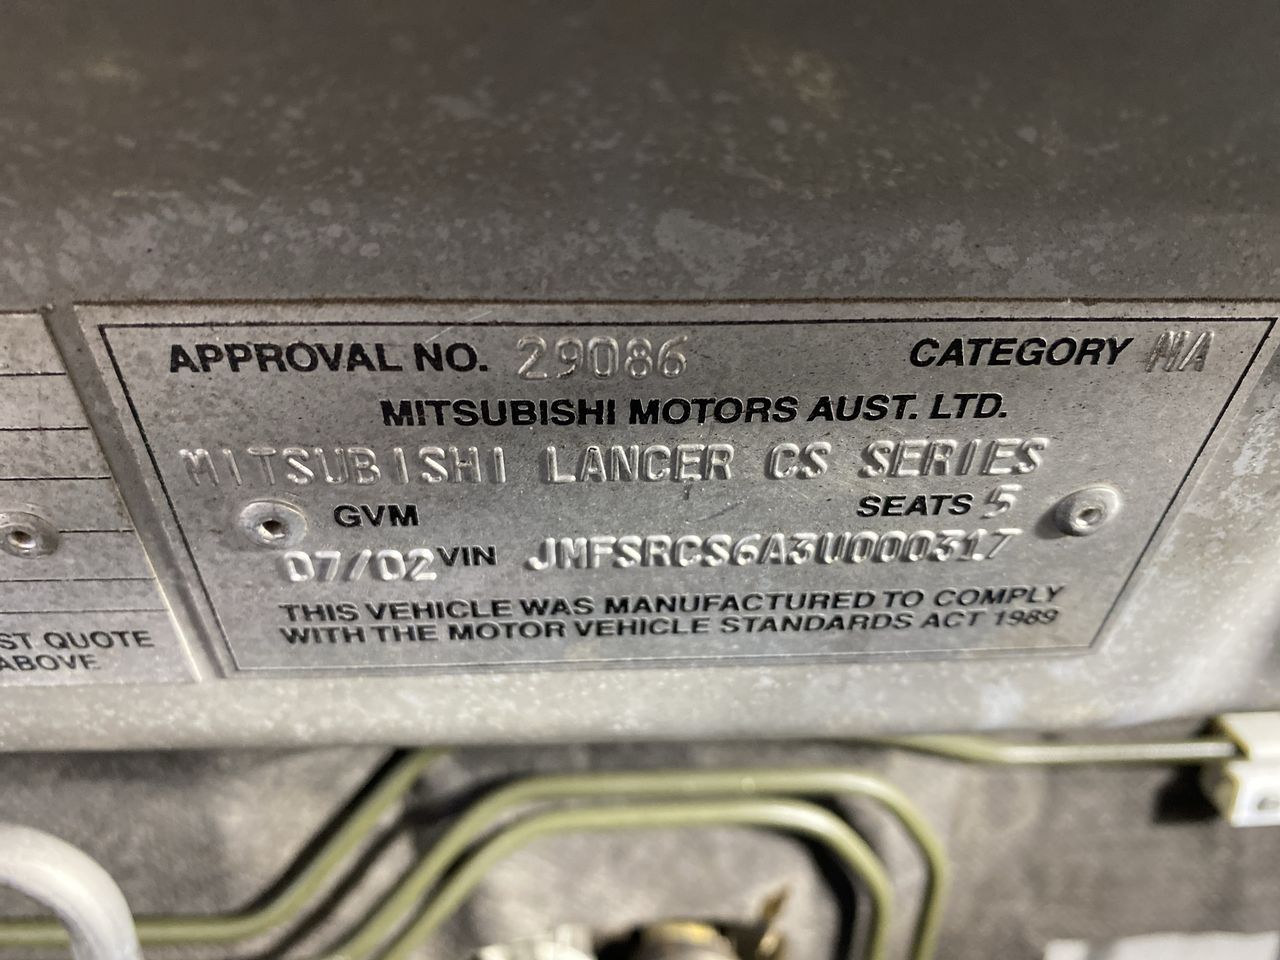 APPROVAL NO. 29086 CATEGORY MA
MITSUBISHI MOTORS AUST. LTD.
MITSUBISHI LANCER CS SERIES
GVM SEATS 5
07/02 VIN JMFSRCS6A3U000317
THIS VEHICLE WAS MANUFACTURED TO COMPLY
WITH THE MOTOR VEHICLE STANDARDS ACT 1989
ST QUOTE
ABOVE